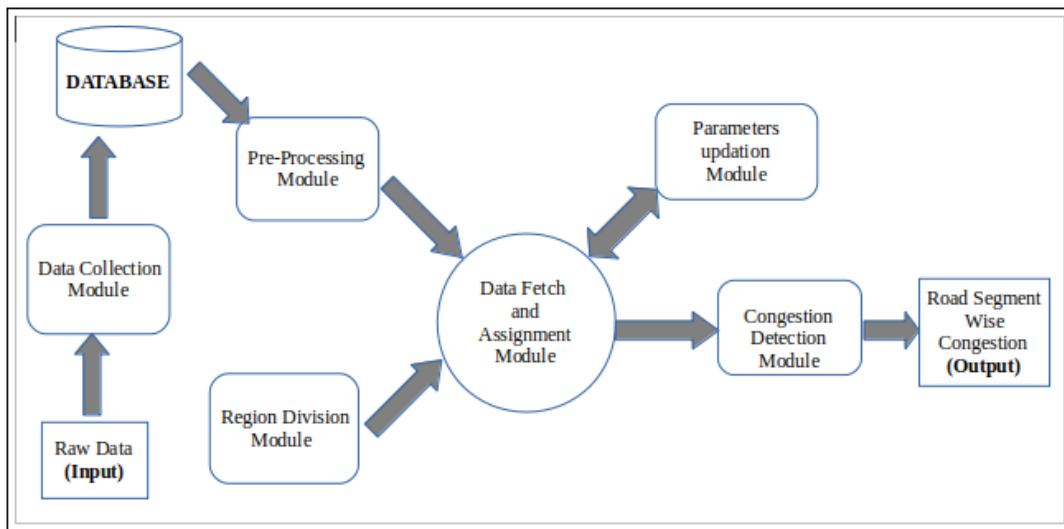 DATABASE
Pre-Processing
Module
Parameters
updation
Module
Data Collection
Module
Data Fetch
and
Assignment
Module
Congestion
Detection
Module
Road Segment
Wise
Congestion
(Output)
Region Division
Module
Raw Data
(Input)